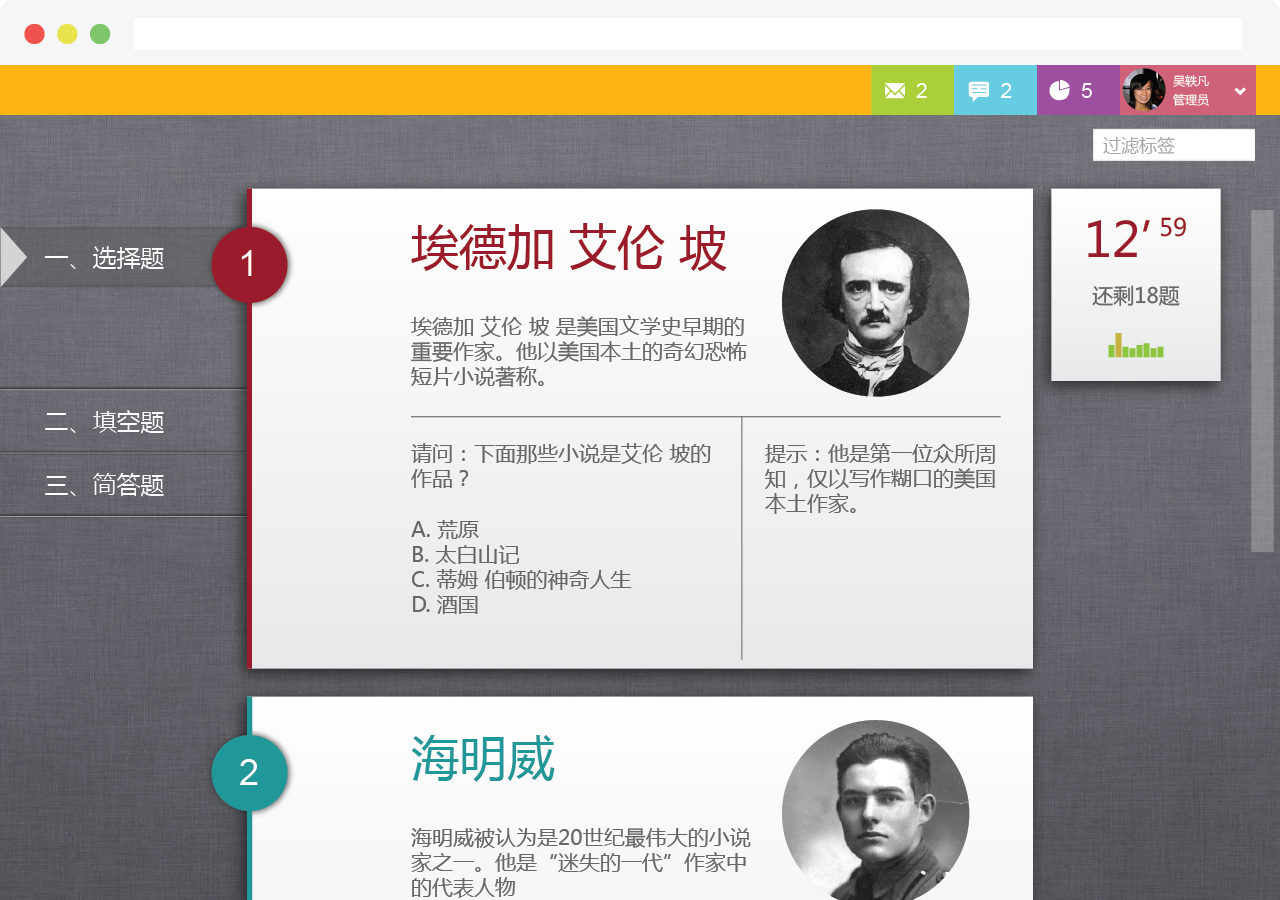 2
2
5
吴轶凡
管理员
过滤标签
一、选择题
二、填空题
三、简答题
1
埃德加 艾伦 坡
埃德加 艾伦 坡 是美国文学史早期的
重要作家。他以美国本土的奇幻恐怖
短片小说著称。
请问：下面那些小说是艾伦 坡的
作品？
A. 荒原
B. 太白山记
C. 蒂姆 伯顿的神奇人生
D. 酒国
提示：他是第一位众所周
知，仅以写作糊口的美国
本土作家。
12′ 59
还剩18题
2
海明威
海明威被认为是20世纪最伟大的小说
家之一。他是“迷失的一代”作家中
的代表人物